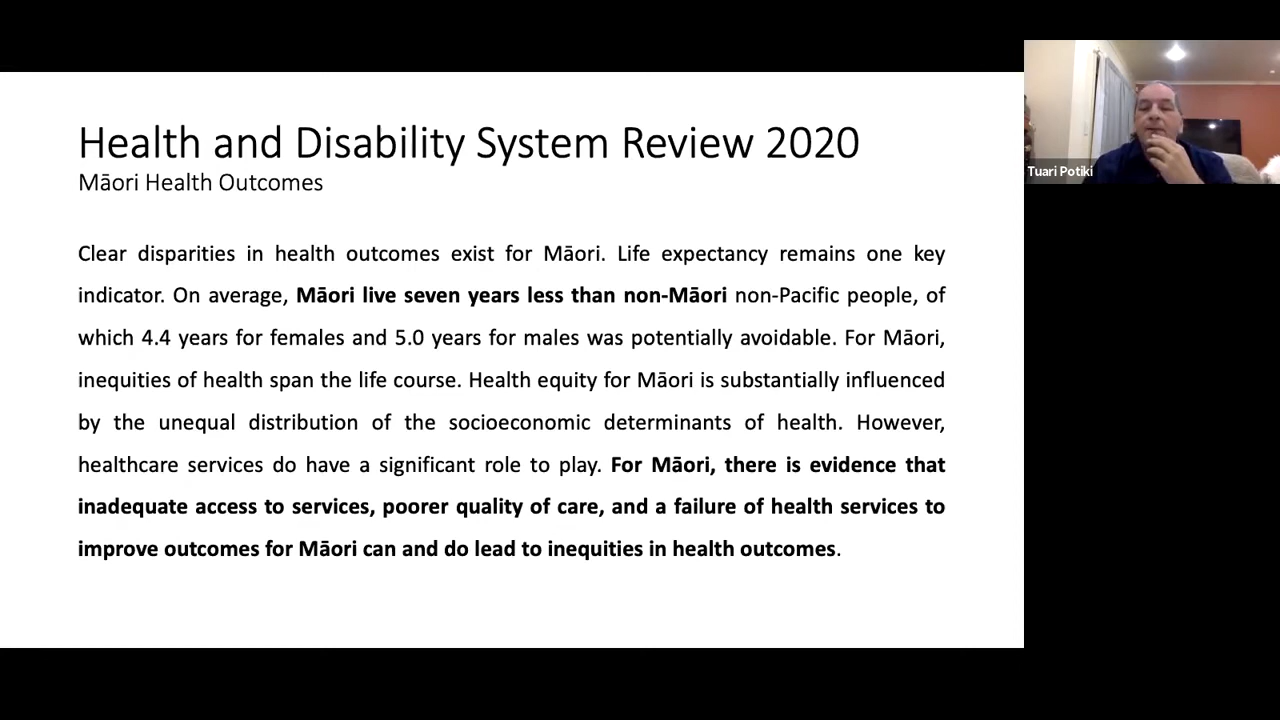 Health and Disability System Review 2020
Māori Health Outcomes
Clear disparities in health outcomes exist for Māori. Life expectancy remains one key
indicator. On average, Māori live seven years less than non-Māori non-Pacific people, of
which 4.4 years for females and 5.0 years for males was potentially avoidable. For Māori,
inequities of health span the life course. Health equity for Māori is substantially influenced
by the unequal distribution of the socioeconomic determinants of health. However,
healthcare services do have a significant role to play. For Māori, there is evidence that
inadequate access to services, poorer quality of care, and a failure of health services to
improve outcomes for Māori can and do lead to inequities in health outcomes.
Tuari Potiki